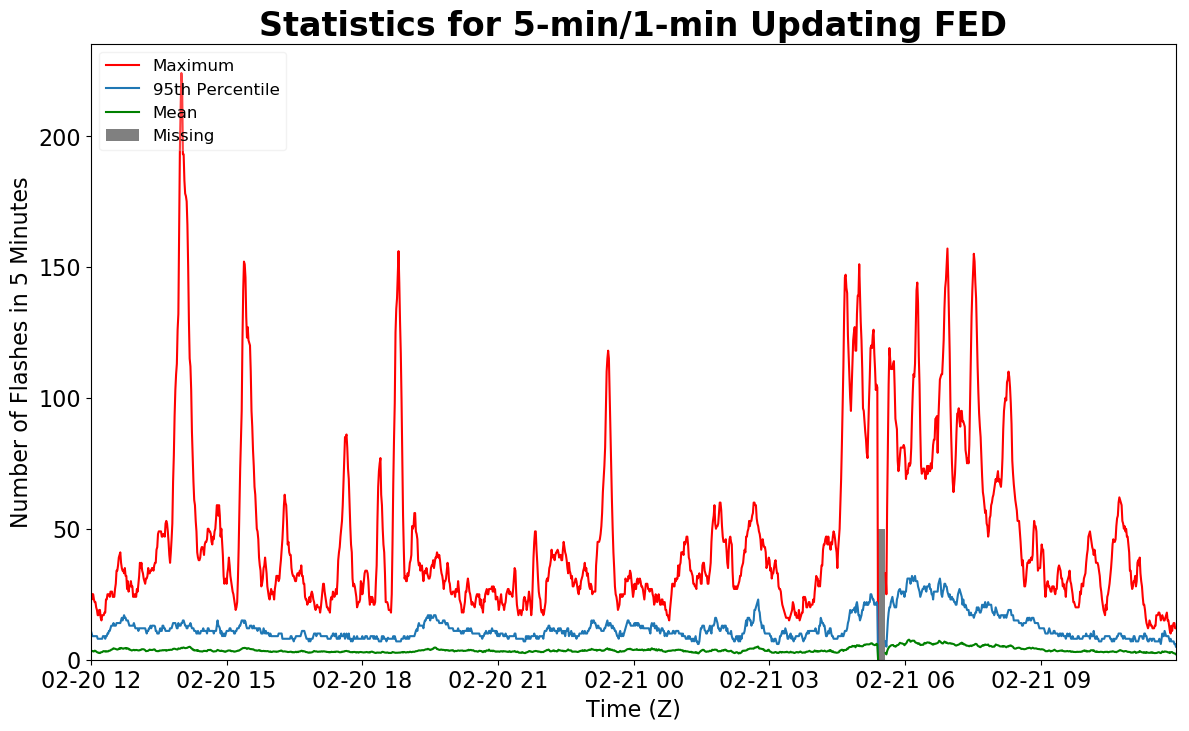 Statistics for 5-min/1-min Updating FED
Maximum
95th Percentile
Mean
Missing
Number of Flashes in 5 Minutes
200
150
100
50
0
02-20 12 02-20 15 02-20 18 02-20 21 02-21 00 02-21 03 02-21 06 02-21 09
Time (Z)